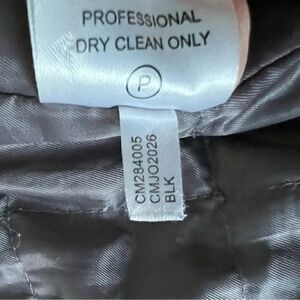 PROFESSIONAL
DRY CLEAN ONLY
P
CM284005
CMJO2026
BLK